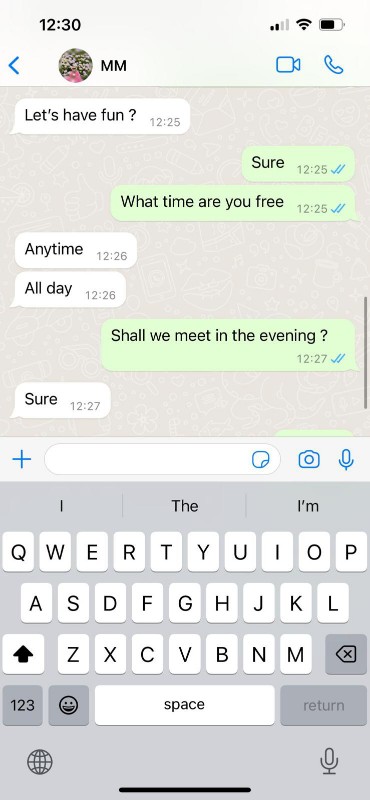 12:30
MM
Let's have fun ? 12:25
Sure 12:25
What time are you free 12:25
Anytime 12:26
All day 12:26
Shall we meet in the evening ?
12:27
Sure 12:27
I The I'm
Q W E R T Y U I O P
A S D F G H J K L
Z X C V B N M
123 space return